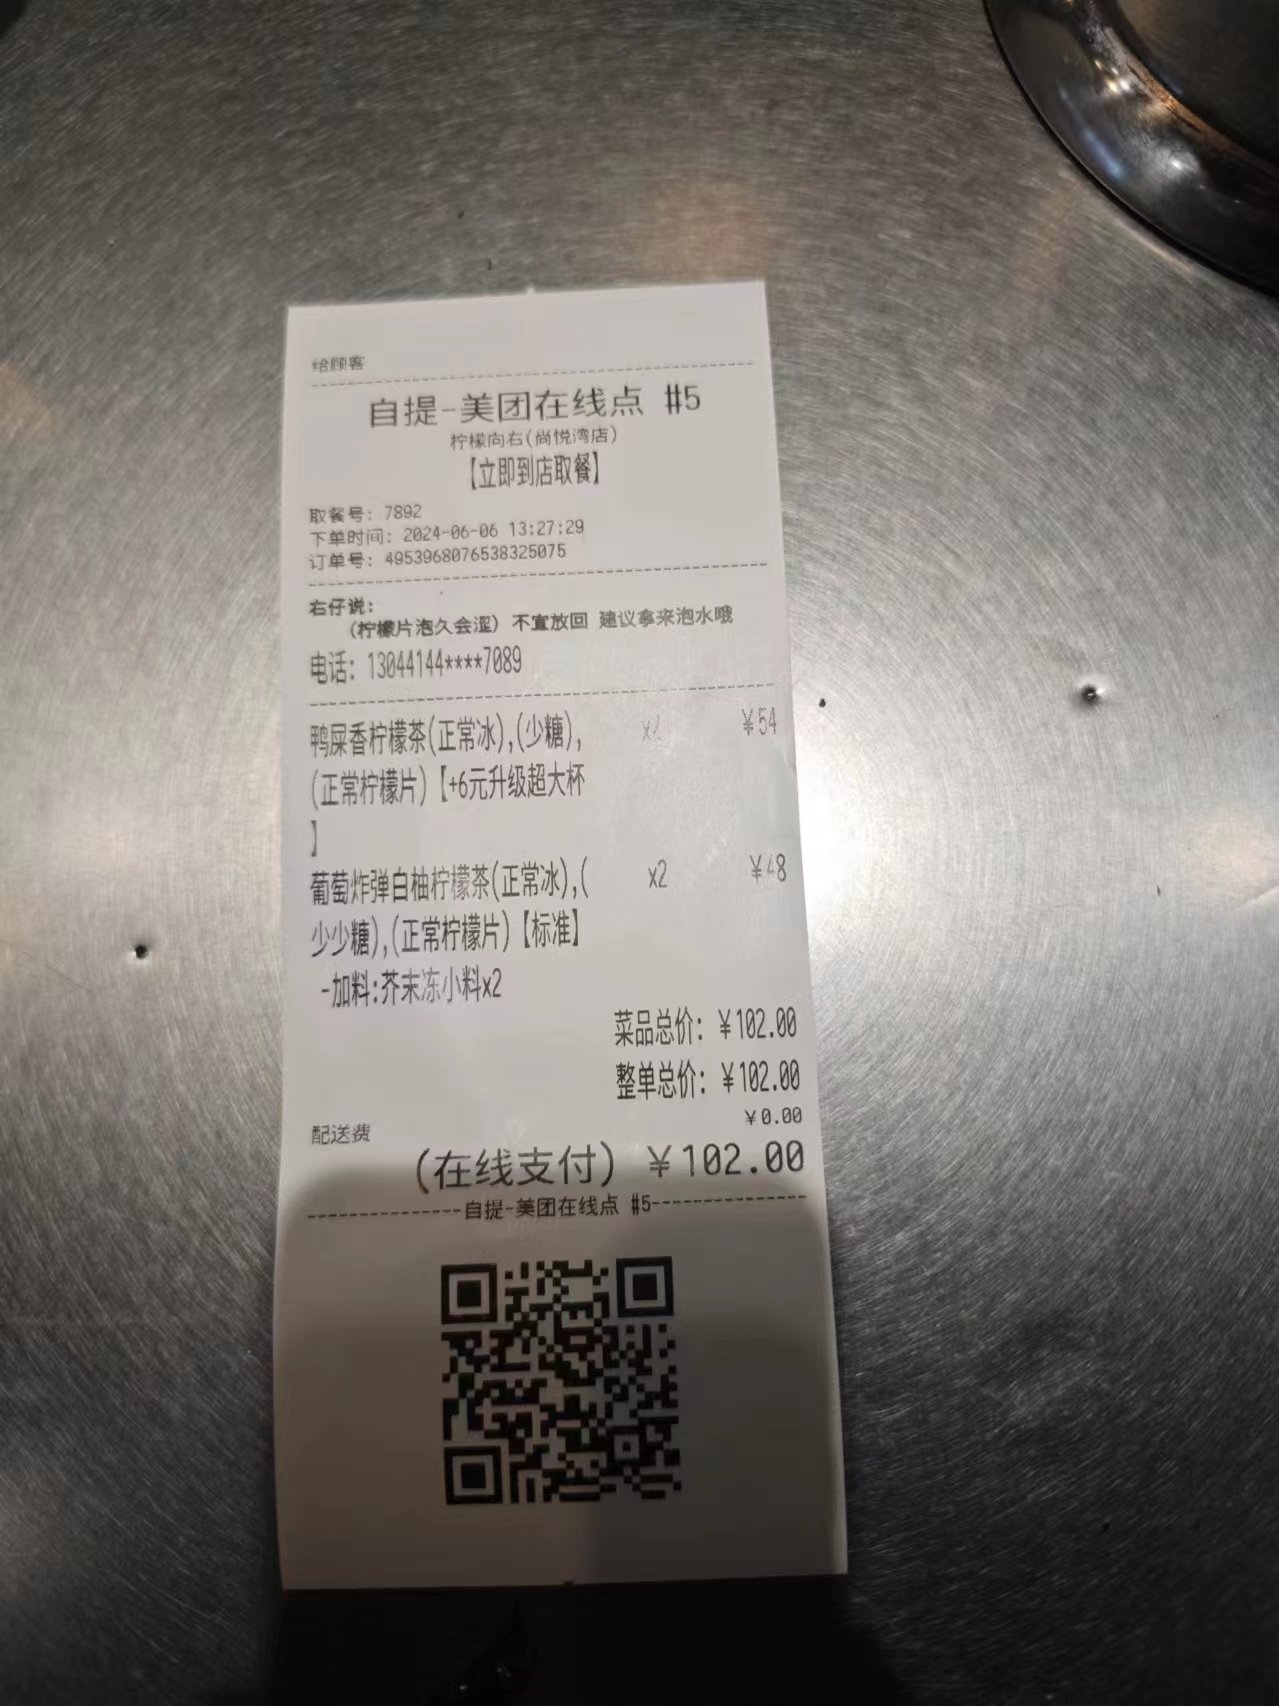 给顾客
自提-美团在线点 #5
柠檬向右(尚悦湾店)
【立即到店取餐】
取餐号: 7892
下单时间: 2024-06-06 13:27:29
订单号: 4953968076538325075
右仔说:
(柠檬片泡久会涩) 不宜放回 建议拿来泡水哦
电话: 13044144****7089
鸭屎香柠檬茶(正常冰),(少糖), x2 ￥54
(正常柠檬片)【+6元升级超大杯
】
葡萄炸弹白柚柠檬茶(正常冰),( x2 ￥48
少少糖),(正常柠檬片)【标准】
-加料:芥末冻小料x2
菜品总价: ￥102.00
整单总价: ￥102.00
配送费 ￥0.00
(在线支付) ￥102.00
自提-美团在线点 #5